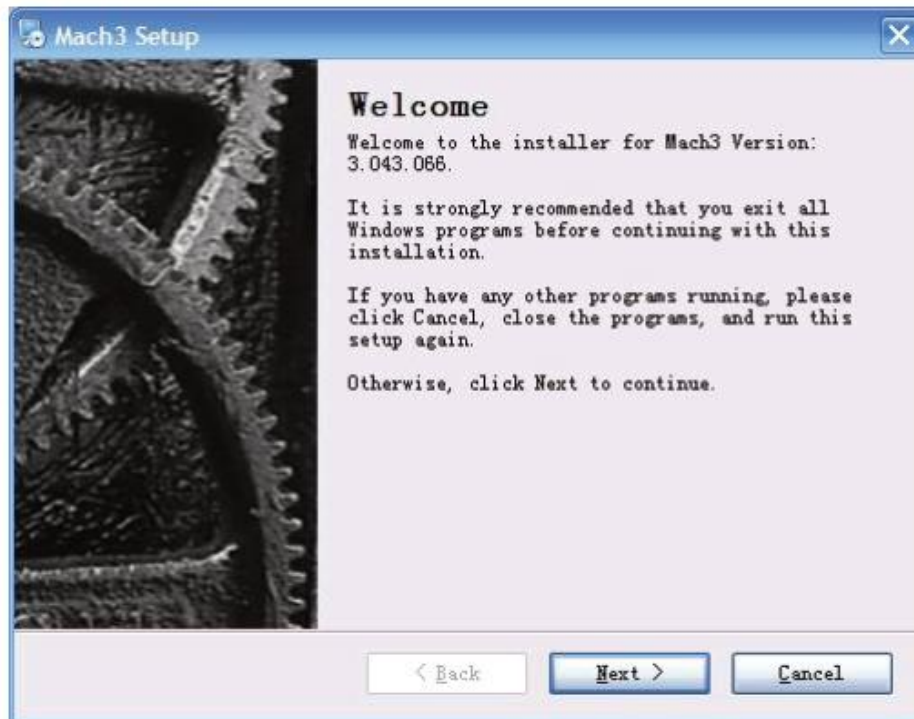 Mach3 Setup
Welcome
Welcome to the installer for Mach3 Version:
3.043.066.
It is strongly recommended that you exit all
Windows programs before continuing with this
installation.
If you have any other programs running, please
click Cancel, close the programs, and run this
setup again.
Otherwise, click Next to continue.
< Back
Next >
Cancel